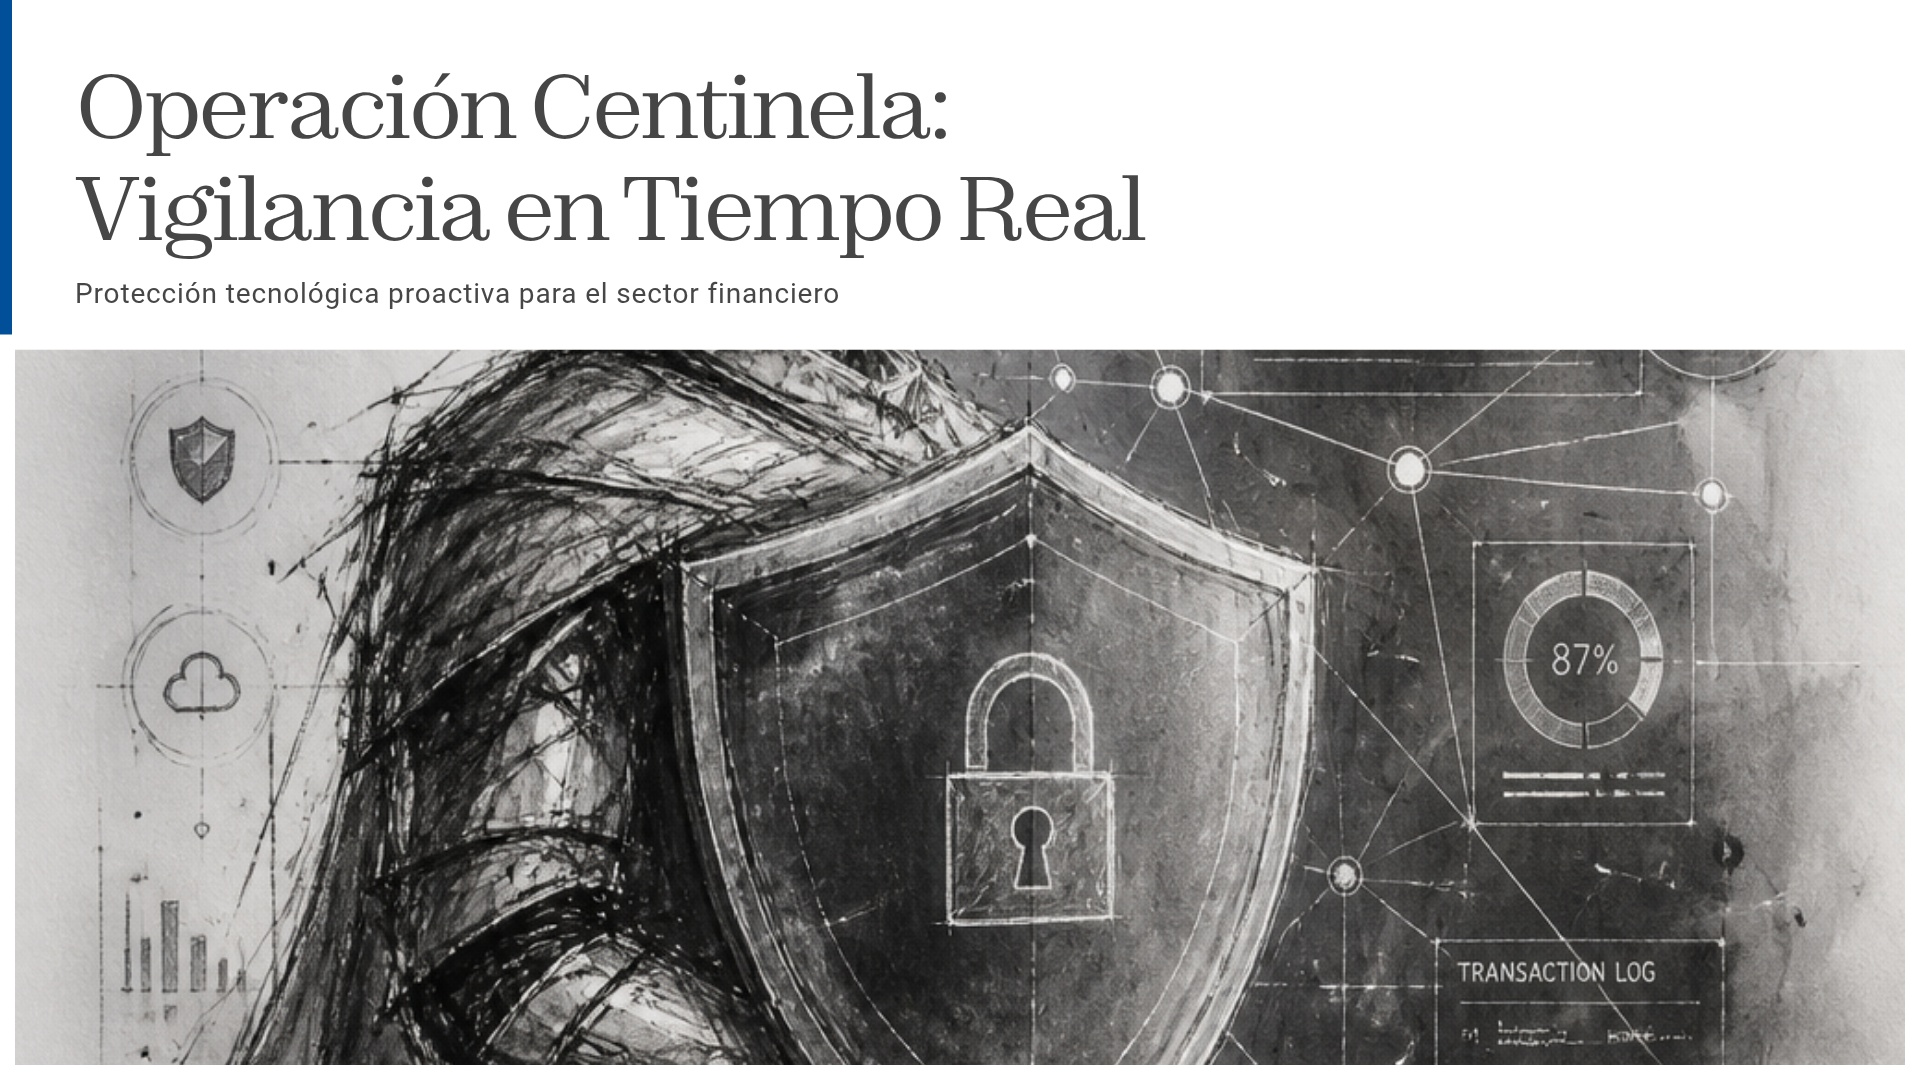 Operación Centinela:
Vigilancia en Tiempo Real
Protección tecnológica proactiva para el sector financiero
87%
TRANSACTION LOG